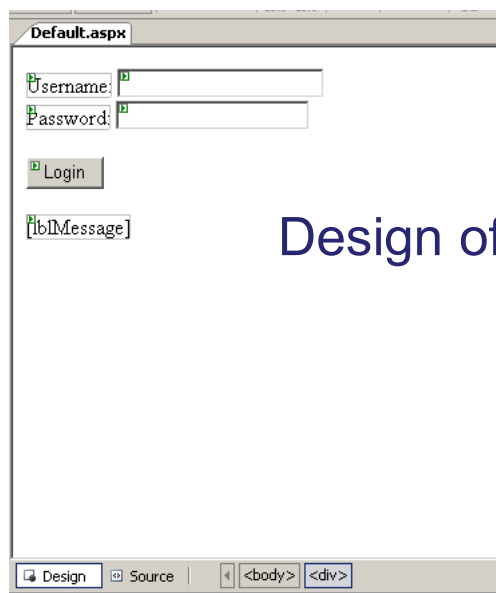 Default.aspx
Username:
Password:
Login
[lblMessage]
Design of
Design Source <body> <div>